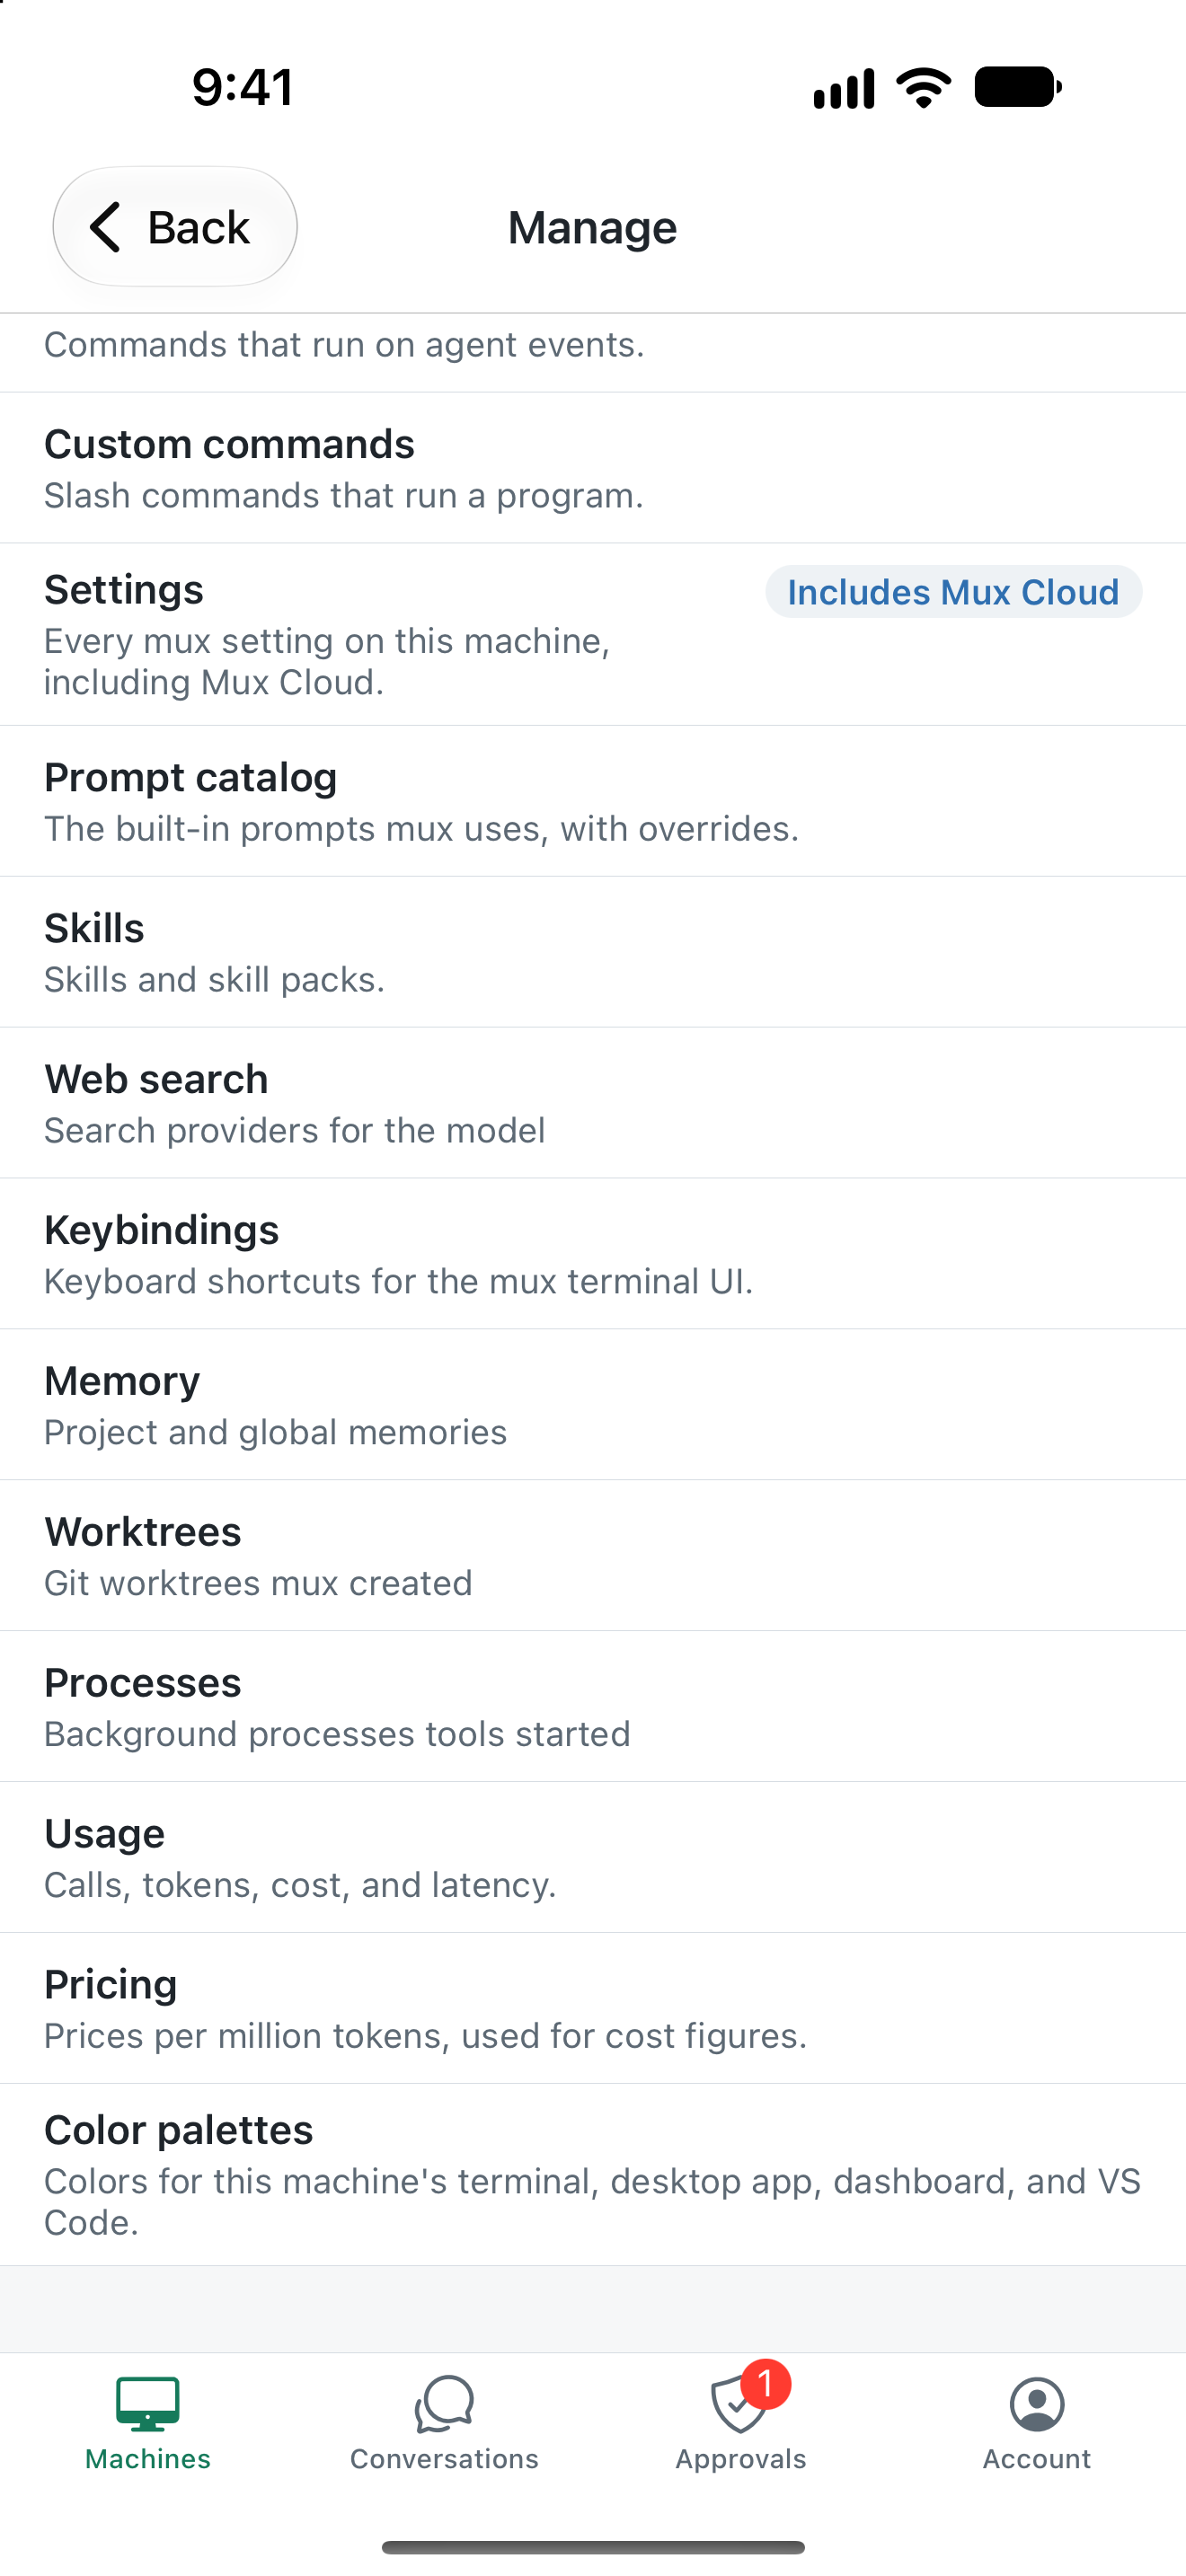 9:41
Back
Manage
Commands that run on agent events.
Custom commands
Slash commands that run a program.
Settings
Includes Mux Cloud
Every mux setting on this machine,
including Mux Cloud.
Prompt catalog
The built-in prompts mux uses, with overrides.
Skills
Skills and skill packs.
Web search
Search providers for the model
Keybindings
Keyboard shortcuts for the mux terminal UI.
Memory
Project and global memories
Worktrees
Git worktrees mux created
Processes
Background processes tools started
Usage
Calls, tokens, cost, and latency.
Pricing
Prices per million tokens, used for cost figures.
Color palettes
Colors for this machine's terminal, desktop app, dashboard, and VS
Code.
1
Machines
Conversations
Approvals
Account